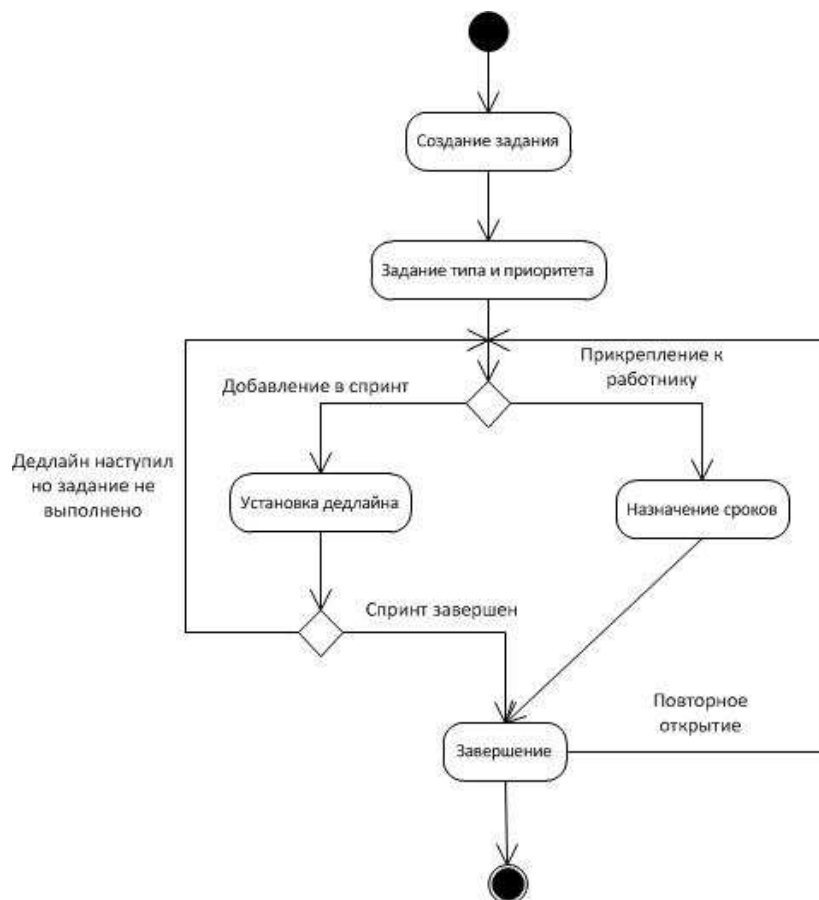 Создание задания
Задание типа и приоритета
Прикрепление к
работнику
Добавление в спринт
Дедлайн наступил
но задание не
выполнено
Установка дедлайна
Назначение сроков
Спринт завершен
Повторное
открытие
Завершение